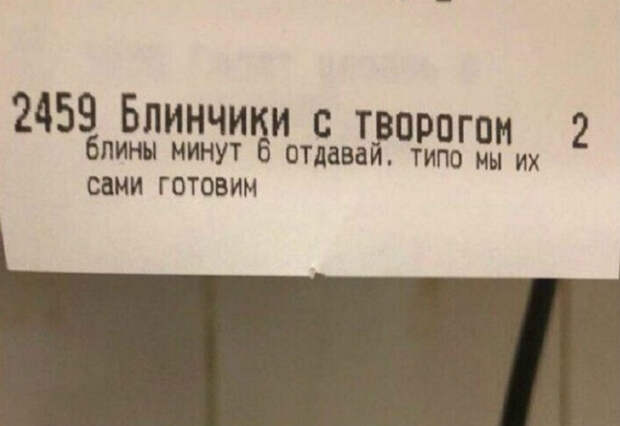 2459 Блинчики с творогом 2
блины минут 6 отдавай. типо мы их
сами готовим